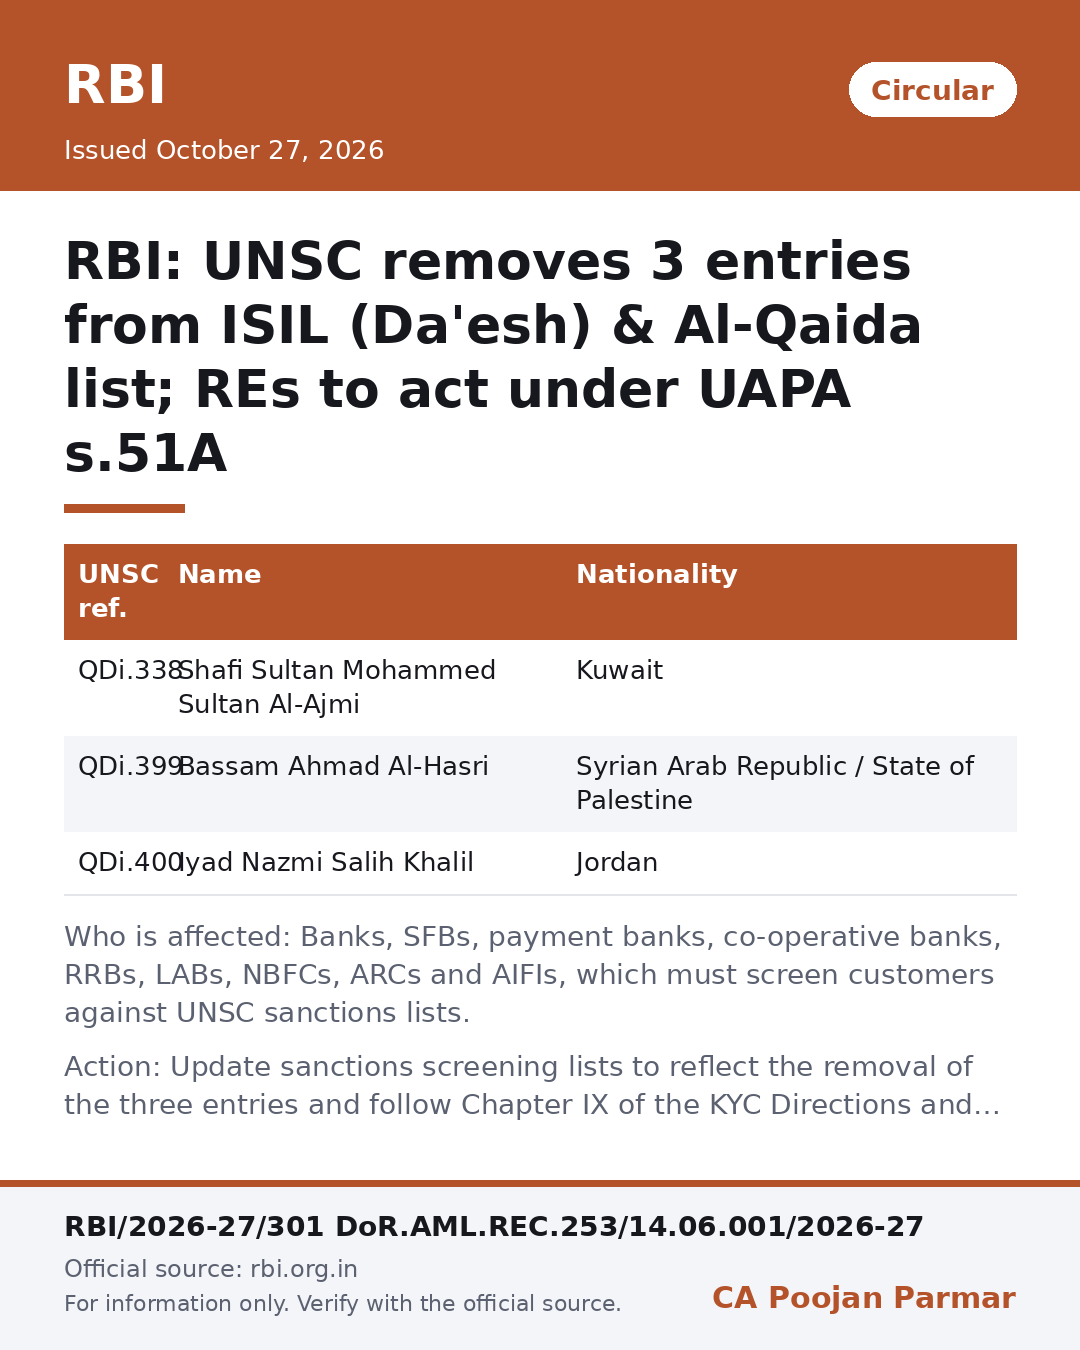 RBI
Circular
Issued October 27, 2026
RBI: UNSC removes 3 entries
from ISIL (Da'esh) & Al-Qaida
list; REs to act under UAPA
s.51A
UNSC ref. Name Nationality
QDi.338 Shafi Sultan Mohammed Sultan Al-Ajmi Kuwait
QDi.399 Bassam Ahmad Al-Hasri Syrian Arab Republic / State of Palestine
QDi.400 Iyad Nazmi Salih Khalil Jordan
Who is affected: Banks, SFBs, payment banks, co-operative banks,
RRBs, LABs, NBFCs, ARCs and AIFIs, which must screen customers
against UNSC sanctions lists.
Action: Update sanctions screening lists to reflect the removal of
the three entries and follow Chapter IX of the KYC Directions and...
RBI/2026-27/301 DoR.AML.REC.253/14.06.001/2026-27
Official source: rbi.org.in
For information only. Verify with the official source.
CA Poojan Parmar